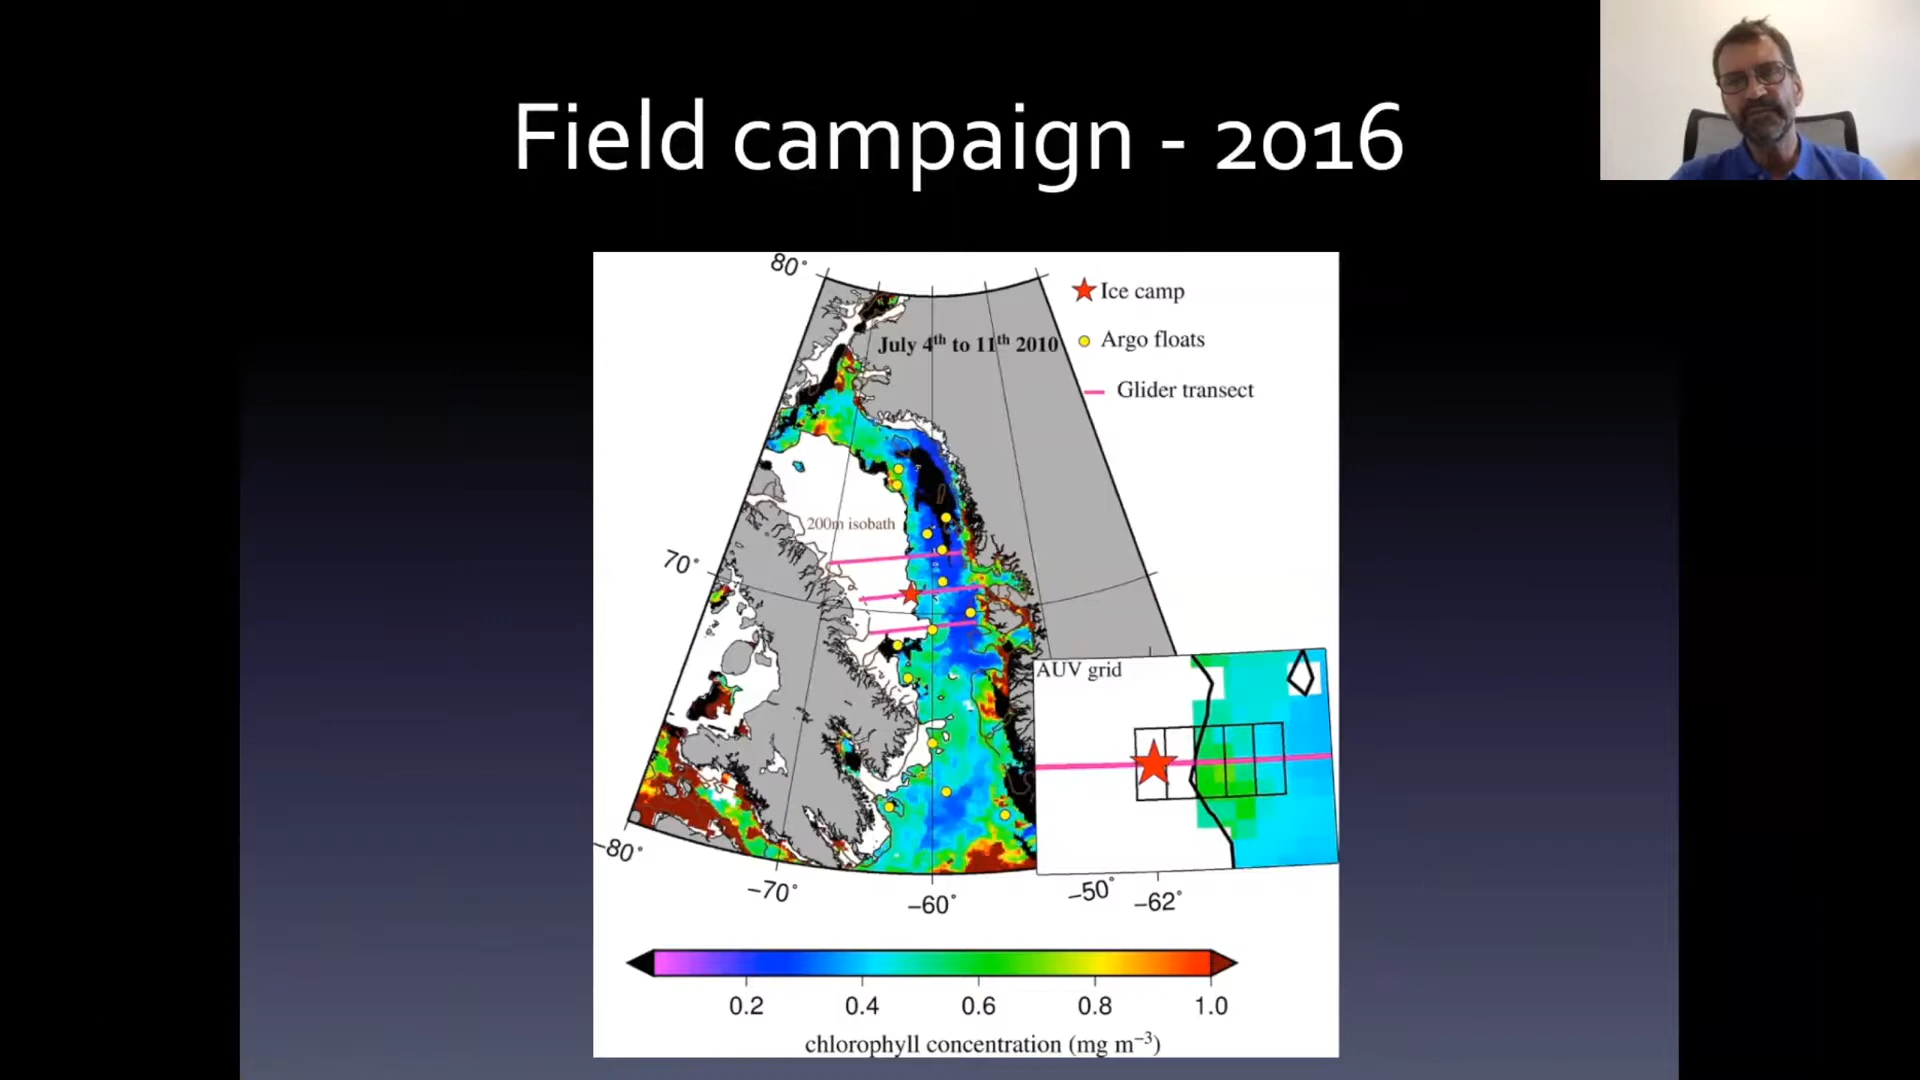 Field campaign - 2016
80°
Ice camp
July 4th to 11th 2010
Argo floats
Glider transect
200m isobath
70°
AUV grid
−80°
−70°
−60°
−50°
−62°
0.2
0.4
0.6
0.8
1.0
chlorophyll concentration (mg m−3)